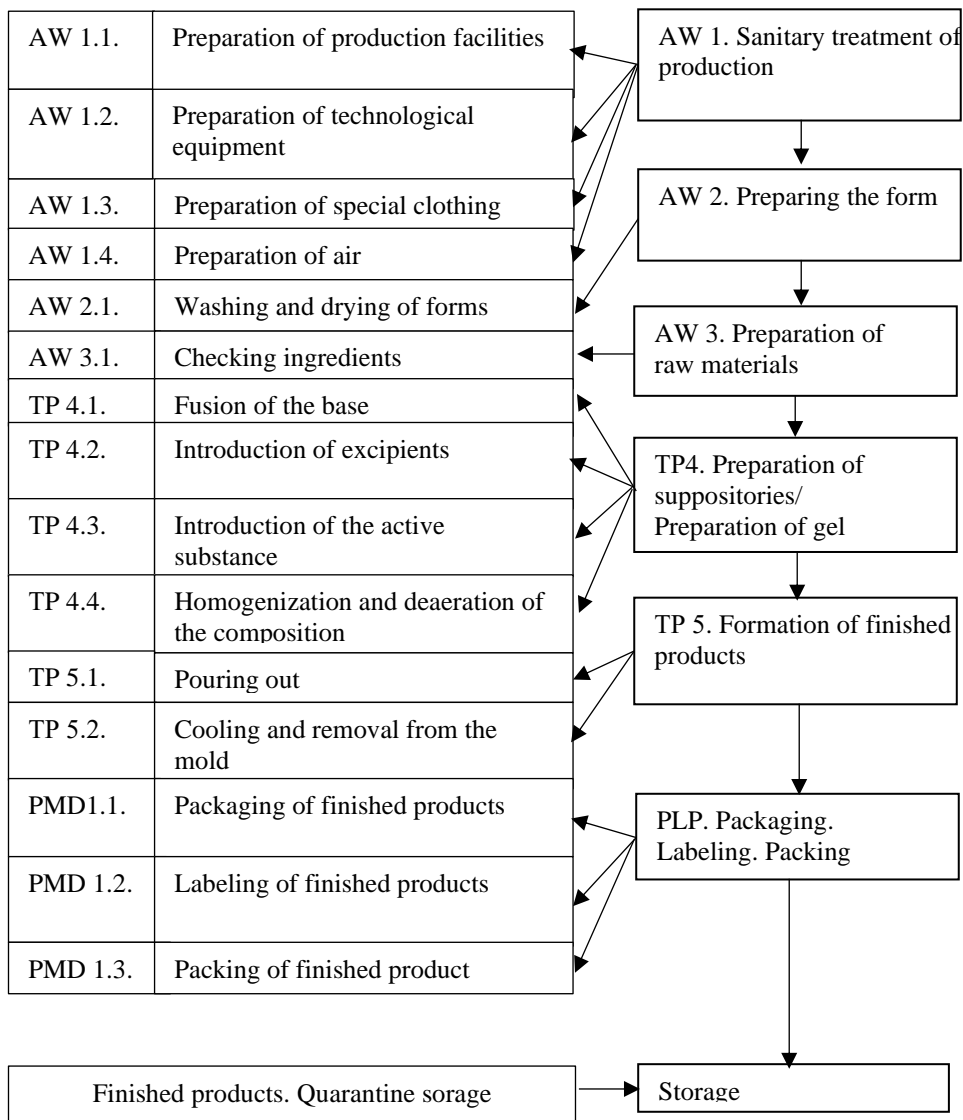 AW 1.1. Preparation of production facilities
AW 1.2. Preparation of technological
equipment
AW 1.3. Preparation of special clothing
AW 1.4. Preparation of air
AW 2.1. Washing and drying of forms
AW 3.1. Checking ingredients
TP 4.1. Fusion of the base
TP 4.2. Introduction of excipients
TP 4.3. Introduction of the active
substance
TP 4.4. Homogenization and deaeration of
the composition
TP 5.1. Pouring out
TP 5.2. Cooling and removal from the
mold
PMD1.1. Packaging of finished products
PMD 1.2. Labeling of finished products
PMD 1.3. Packing of finished product
Finished products. Quarantine sorage
AW 1. Sanitary treatment of
production
AW 2. Preparing the form
AW 3. Preparation of
raw materials
TP4. Preparation of
suppositories/
Preparation of gel
TP 5. Formation of finished
products
PLP. Packaging.
Labeling. Packing
Storage